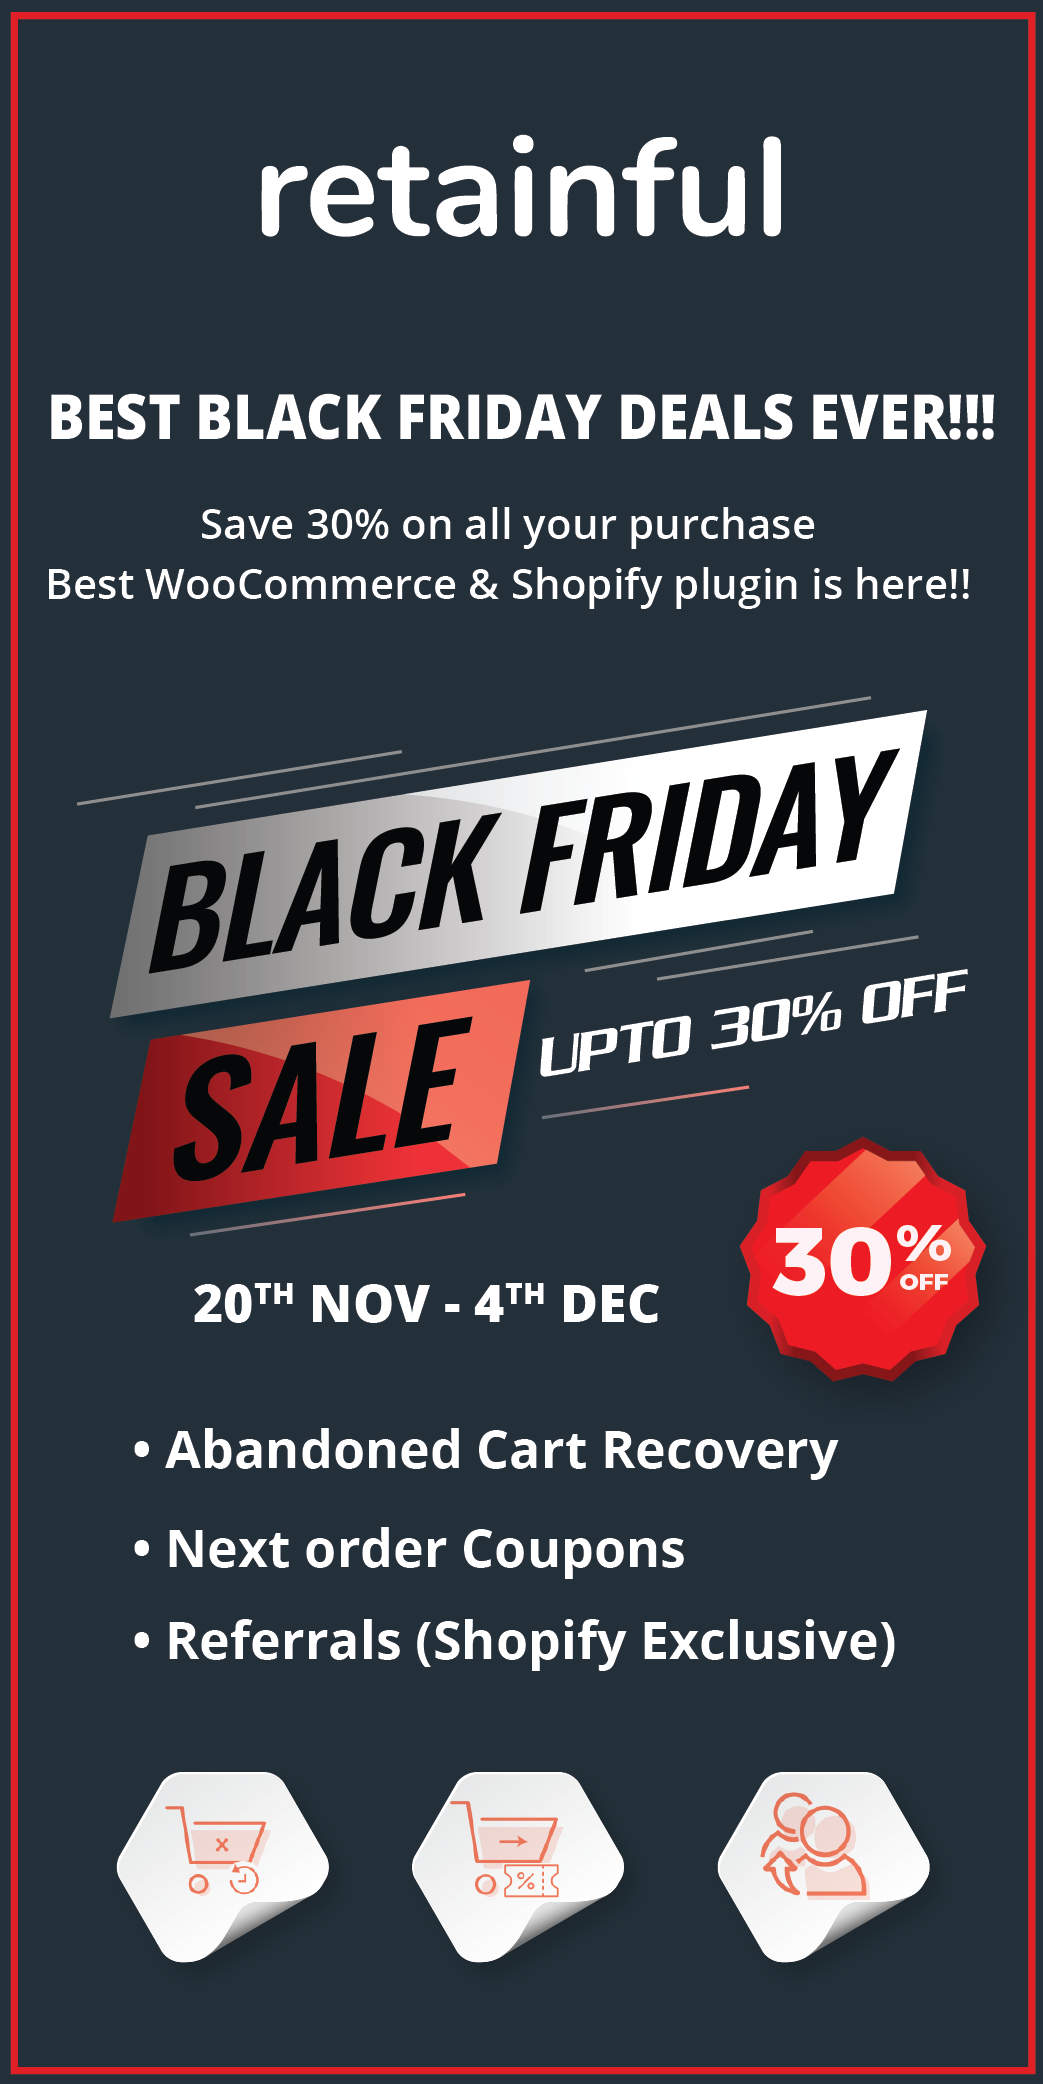 retainful
BEST BLACK FRIDAY DEALS EVER!!!
Save 30% on all your purchase
Best WooCommerce & Shopify plugin is here!!
BLACK FRIDAY
SALE
UPTO 30% OFF
30%
OFF
20TH NOV - 4TH DEC
• Abandoned Cart Recovery
• Next order Coupons
• Referrals (Shopify Exclusive)
%